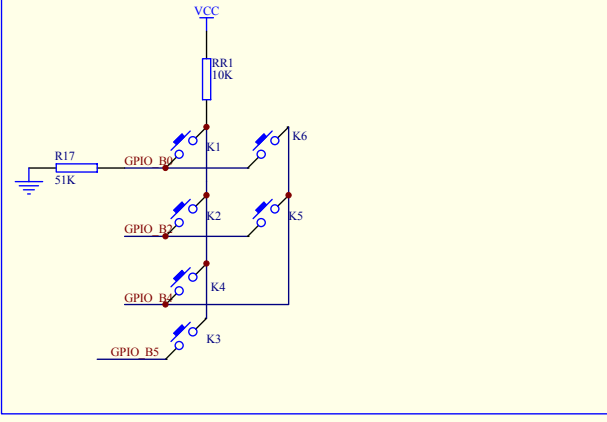 VCC
RR1
10K
K1
K6
R17
GPIO_B0
51K
K2
K5
GPIO_B2
K4
GPIO_B4
K3
GPIO_B5